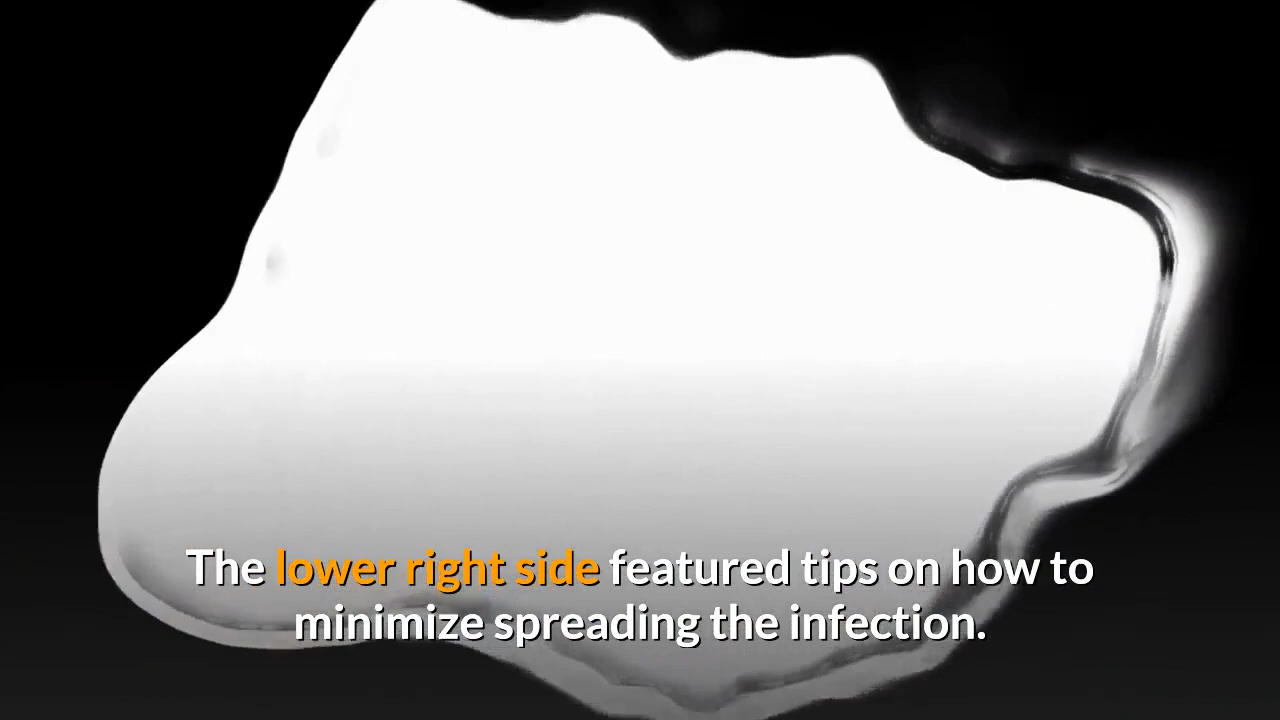 The lower right side featured tips on how to
minimize spreading the infection.